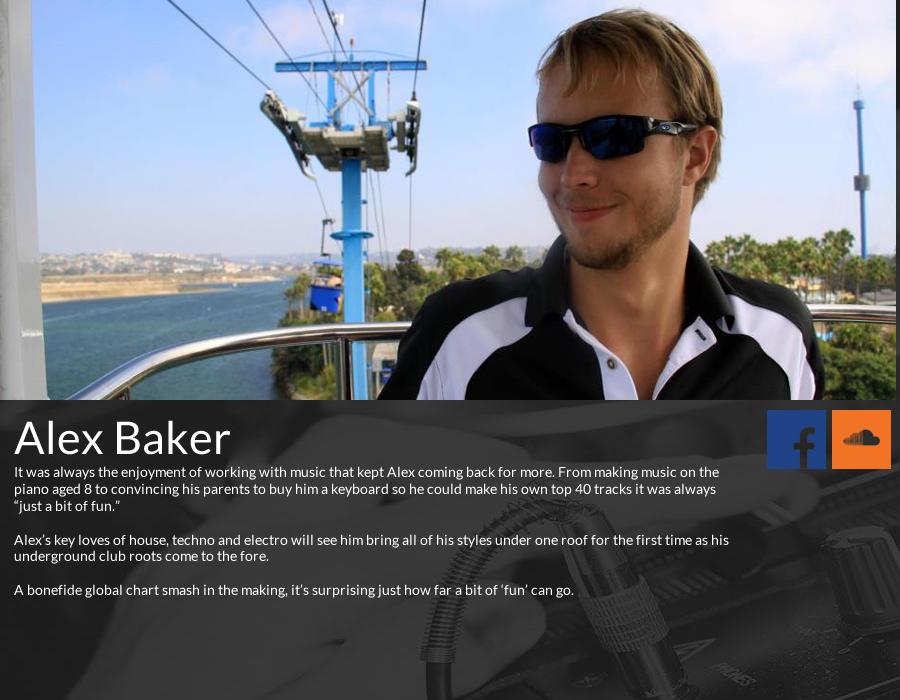 Alex Baker
It was always the enjoyment of working with music that kept Alex coming back for more. From making music on the
piano aged 8 to convincing his parents to buy him a keyboard so he could make his own top 40 tracks it was always
“just a bit of fun.”
Alex’s key loves of house, techno and electro will see him bring all of his styles under one roof for the first time as his
underground club roots come to the fore.
A bonefide global chart smash in the making, it’s surprising just how far a bit of ‘fun’ can go.
PHONES